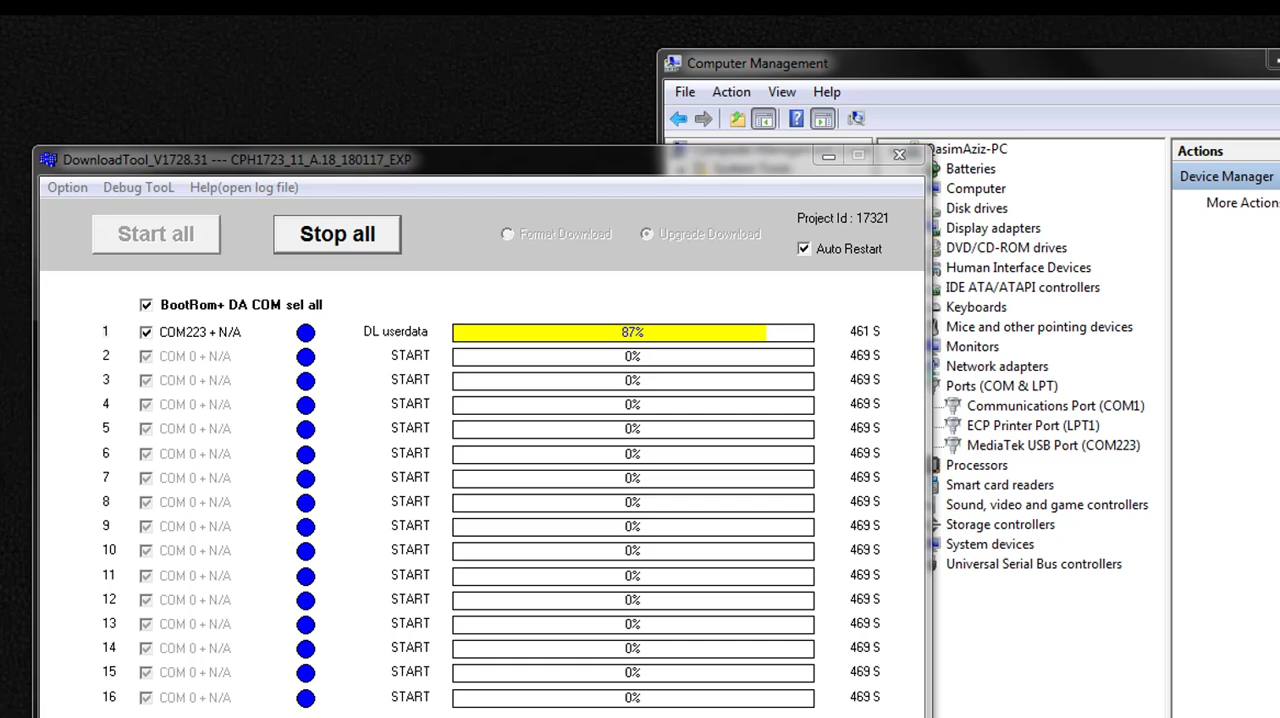 Computer Management
File Action View Help
DownloadTool_V1728.31 --- CPH1723_11_A.18_180117_EXP
Option Debug TooL Help(open log file)
Start all
Stop all
Format Download
Upgrade Download
Project Id : 17321
Auto Restart
BootRom+ DA COM sel all
1 COM223 + N/A DL userdata 87% 461 S
2 COM 0 + N/A START 0% 469 S
3 COM 0 + N/A START 0% 469 S
4 COM 0 + N/A START 0% 469 S
5 COM 0 + N/A START 0% 469 S
6 COM 0 + N/A START 0% 469 S
7 COM 0 + N/A START 0% 469 S
8 COM 0 + N/A START 0% 469 S
9 COM 0 + N/A START 0% 469 S
10 COM 0 + N/A START 0% 469 S
11 COM 0 + N/A START 0% 469 S
12 COM 0 + N/A START 0% 469 S
13 COM 0 + N/A START 0% 469 S
14 COM 0 + N/A START 0% 469 S
15 COM 0 + N/A START 0% 469 S
16 COM 0 + N/A START 0% 469 S
QasimAziz-PC
Batteries
Computer
Disk drives
Display adapters
DVD/CD-ROM drives
Human Interface Devices
IDE ATA/ATAPI controllers
Keyboards
Mice and other pointing devices
Monitors
Network adapters
Ports (COM & LPT)
Communications Port (COM1)
ECP Printer Port (LPT1)
MediaTek USB Port (COM223)
Processors
Smart card readers
Sound, video and game controllers
Storage controllers
System devices
Universal Serial Bus controllers
Actions
Device Manager
More Action